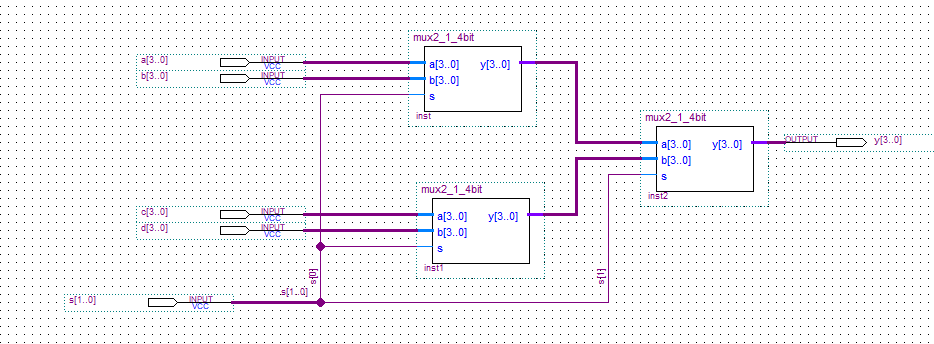 mux2_1_4bit
a[3..0] INPUT VCC a[3..0] y[3..0]
b[3..0] INPUT VCC b[3..0]
s
inst
mux2_1_4bit
OUTPUT y[3..0]
a[3..0] y[3..0]
b[3..0]
s
inst2
mux2_1_4bit
c[3..0] INPUT VCC a[3..0] y[3..0]
d[3..0] INPUT VCC b[3..0]
s
inst1
s[0]
s[1]
s[1..0] INPUT VCC s[1..0]